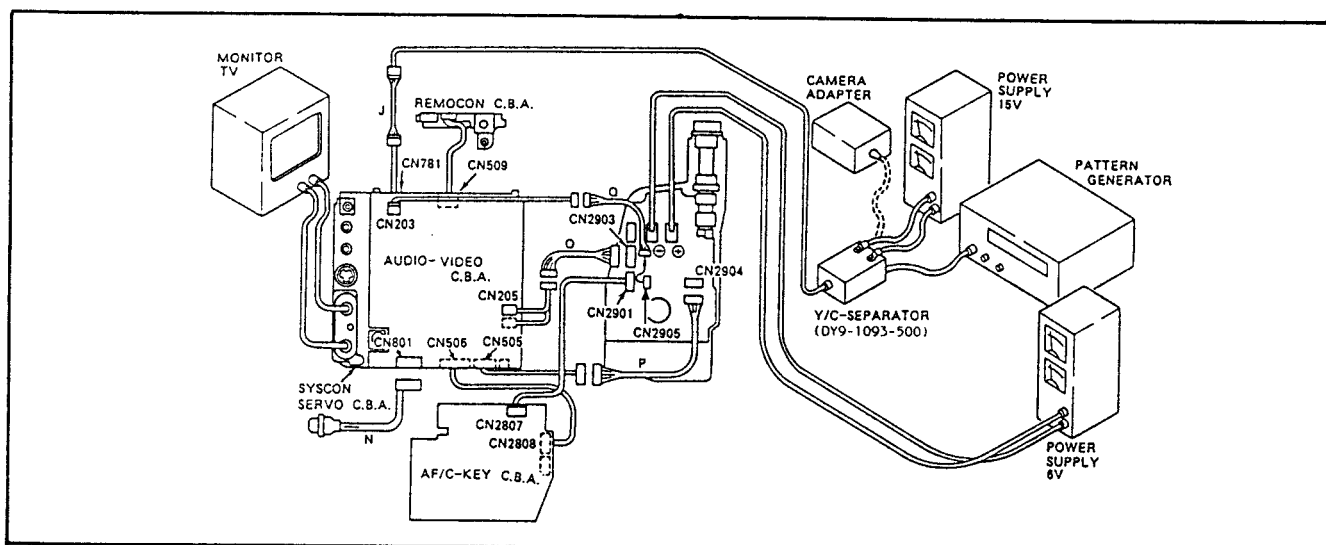 MONITOR
TV
J
REMOCON C.B.A.
CN781
CN509
CN203
AUDIO-VIDEO
C.B.A.
CN205
CN801
CN506
CN505
SYSCON
SERVO C.B.A.
N
CN2807
CN2808
AF/C-KEY C.B.A.
Q
CN2903
O
⊖ ⊕
CN2904
CN2901
CN2905
P
CAMERA
ADAPTER
POWER
SUPPLY
15V
PATTERN
GENERATOR
Y/C-SEPARATOR
(DY9-1093-500)
POWER
SUPPLY
6V